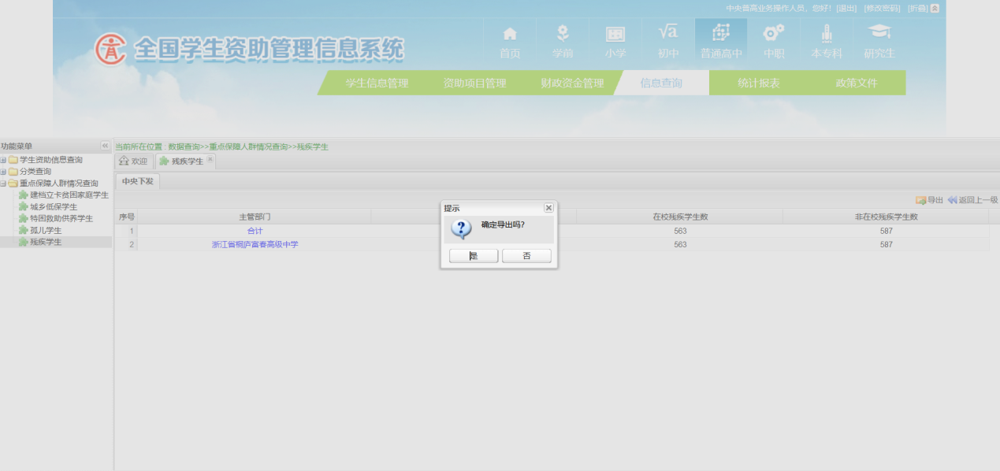 中央普高业务操作人员，您好！ [退出] [修改密码] [折叠]
全国学生资助管理信息系统
首页 学前 小学 初中 普通高中 中职 本专科 研究生
学生信息管理 资助项目管理 财政资金管理 信息查询 统计报表 政策文件
功能菜单
当前所在位置 : 数据查询>>重点保障人群情况查询>>残疾学生
学生资助信息查询
分类查询
重点保障人群情况查询
建档立卡贫困家庭学生
城乡低保学生
特困救助供养学生
孤儿学生
残疾学生
欢迎 残疾学生
中央下发
导出 返回上一级
序号 主管部门 在校残疾学生数 非在校残疾学生数
1 合计 563 587
2 浙江省桐庐富春高级中学 563 587
提示
确定导出吗?
是 否